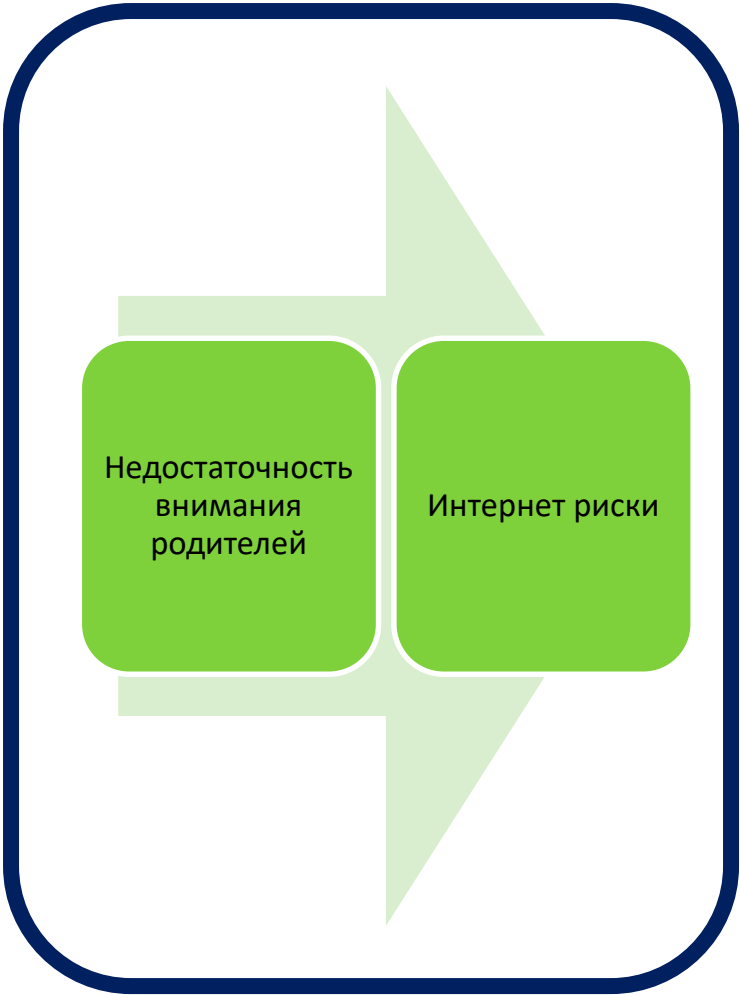 Недостаточность
внимания
родителей
Интернет риски